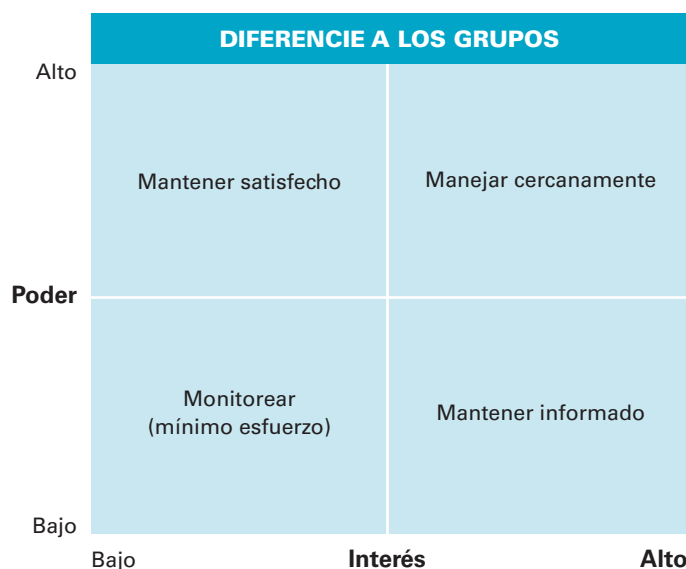 DIFERENCIE A LOS GRUPOS
Alto
Mantener satisfecho
Manejar cercanamente
Poder
Monitorear
(mínimo esfuerzo)
Mantener informado
Bajo
Bajo
Interés
Alto